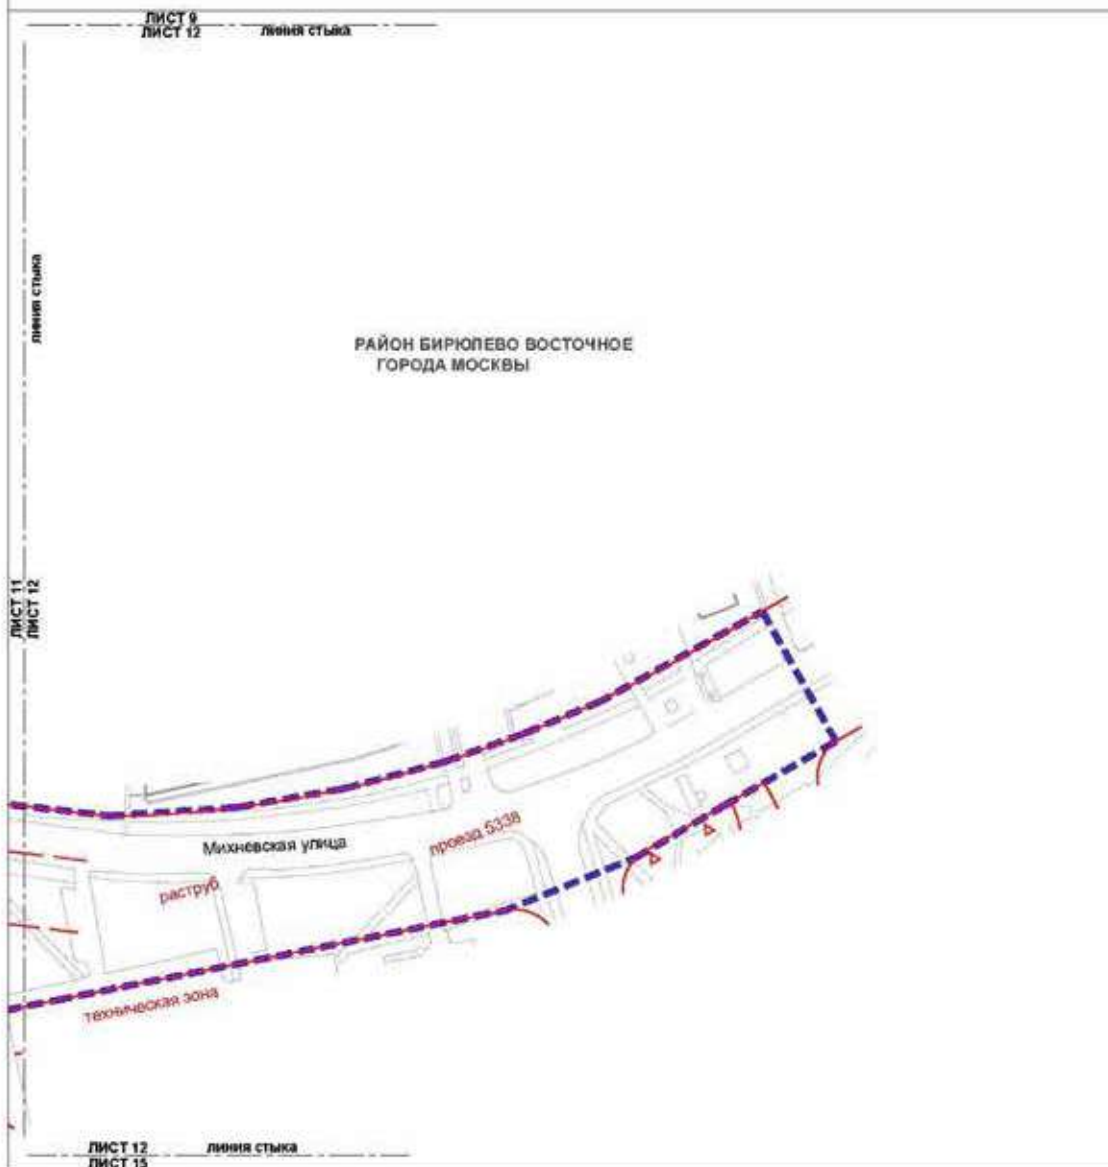 ЛИСТ 9
ЛИСТ 12
линия стыка
линия стыка
РАЙОН БИРЮЛЕВО ВОСТОЧНОЕ
ГОРОДА МОСКВЫ
ЛИСТ 11
ЛИСТ 12
Михневская улица
проезд 5338
раструб
техническая зона
ЛИСТ 12
линия стыка
ЛИСТ 15